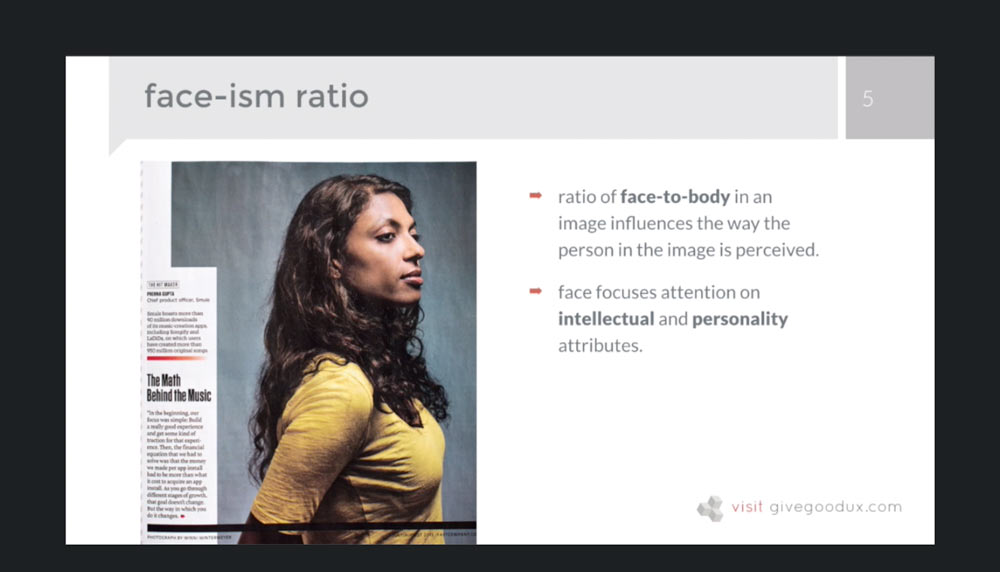 face-ism ratio
5
ratio of face-to-body in an
image influences the way the
person in the image is perceived.
face focuses attention on
intellectual and personality
attributes.
THE HIT MAKER
PRERNA GUPTA
Chief product officer, Smule
Smule boasts more than
90 million downloads
of its music-creation apps,
including Songify and
LaDiDa, on which users
have created more than
950 million original songs.
The Math
Behind the Music
"In the beginning, our
focus was simple: Build
a really good experience
and get some kind of
traction for that experi-
ence. Then, the financial
equation that we had to
solve was that the money
we made per app install
had to be more than what
it cost to acquire an app
install. As you go through
different stages of growth,
that goal doesn't change.
But the way in which you
do it changes."
PHOTOGRAPH BY WINNI WINTERMEYER
FASTCOMPANY.CO
visit givegoodux.com